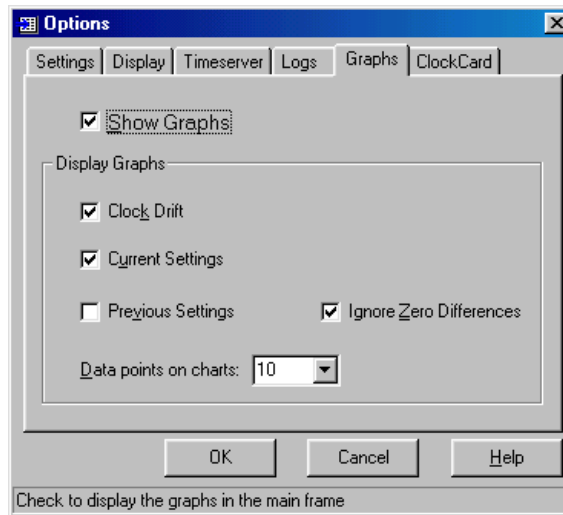 Options
Settings Display Timeserver Logs Graphs ClockCard
Show Graphs
Display Graphs
Clock Drift
Current Settings
Previous Settings Ignore Zero Differences
Data points on charts: 10
OK Cancel Help
Check to display the graphs in the main frame